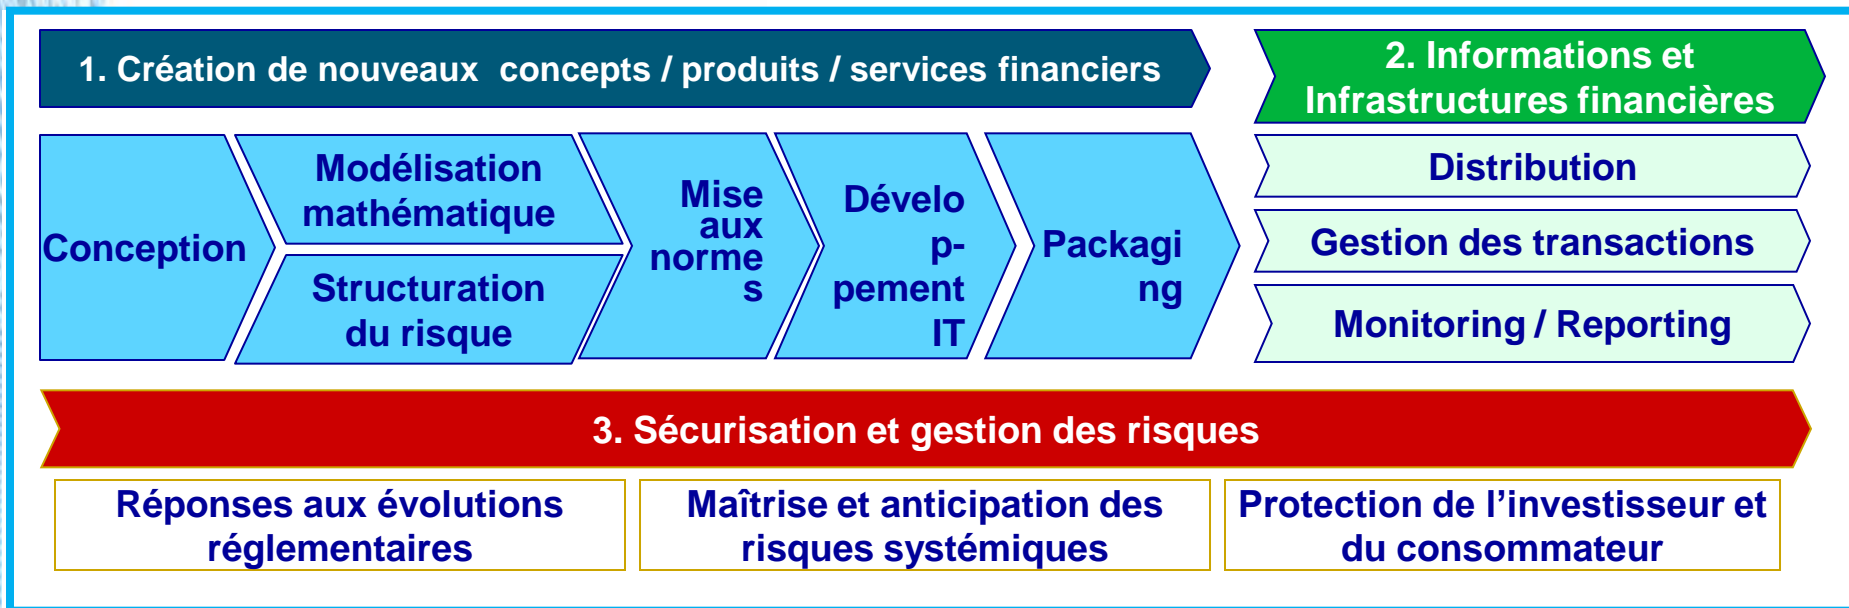 1. Création de nouveaux  concepts / produits / services financiers
2. Informations et
Infrastructures financières
Conception
Modélisation
mathématique
Structuration
du risque
Mise
aux
norme
s
Dévelo
p-
pement
IT
Packagi
ng
Distribution
Gestion des transactions
Monitoring / Reporting
3. Sécurisation et gestion des risques
Réponses aux évolutions
réglementaires
Maîtrise et anticipation des
risques systémiques
Protection de l’investisseur et
du consommateur